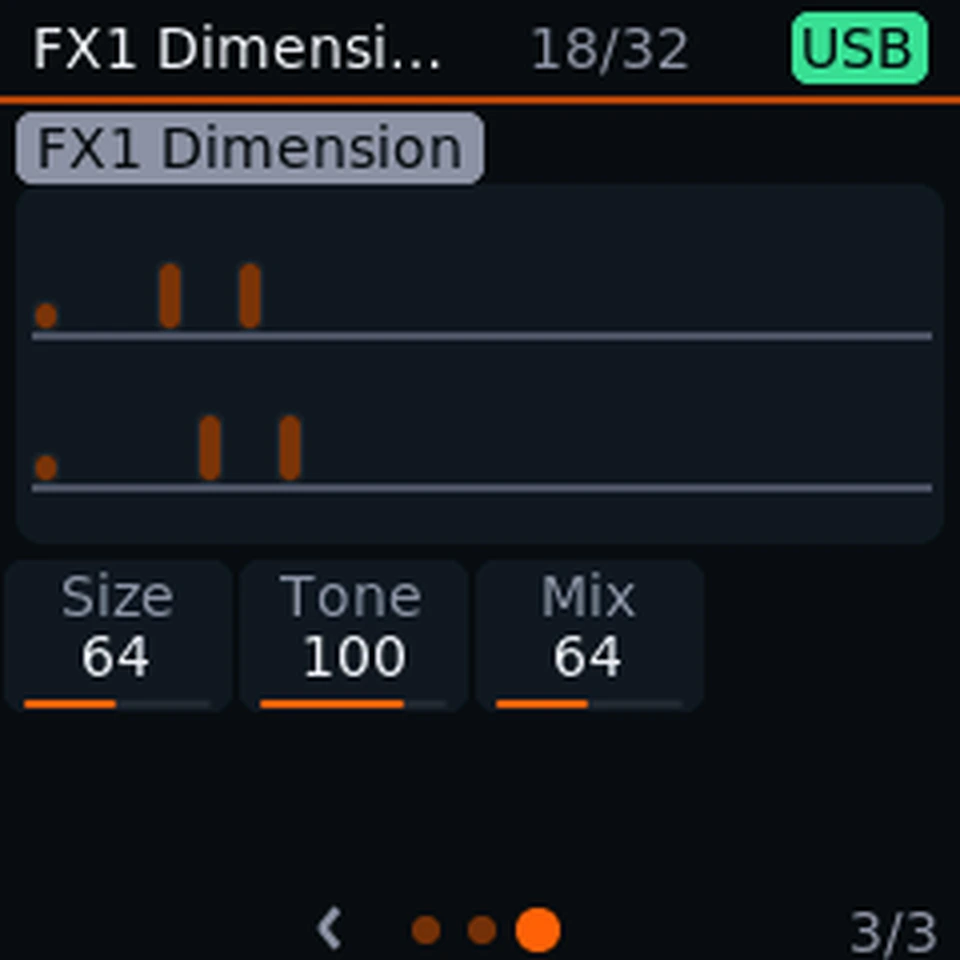 FX1 Dimensi... 18/32 USB
FX1 Dimension
Size Tone Mix
64 100 64
3/3